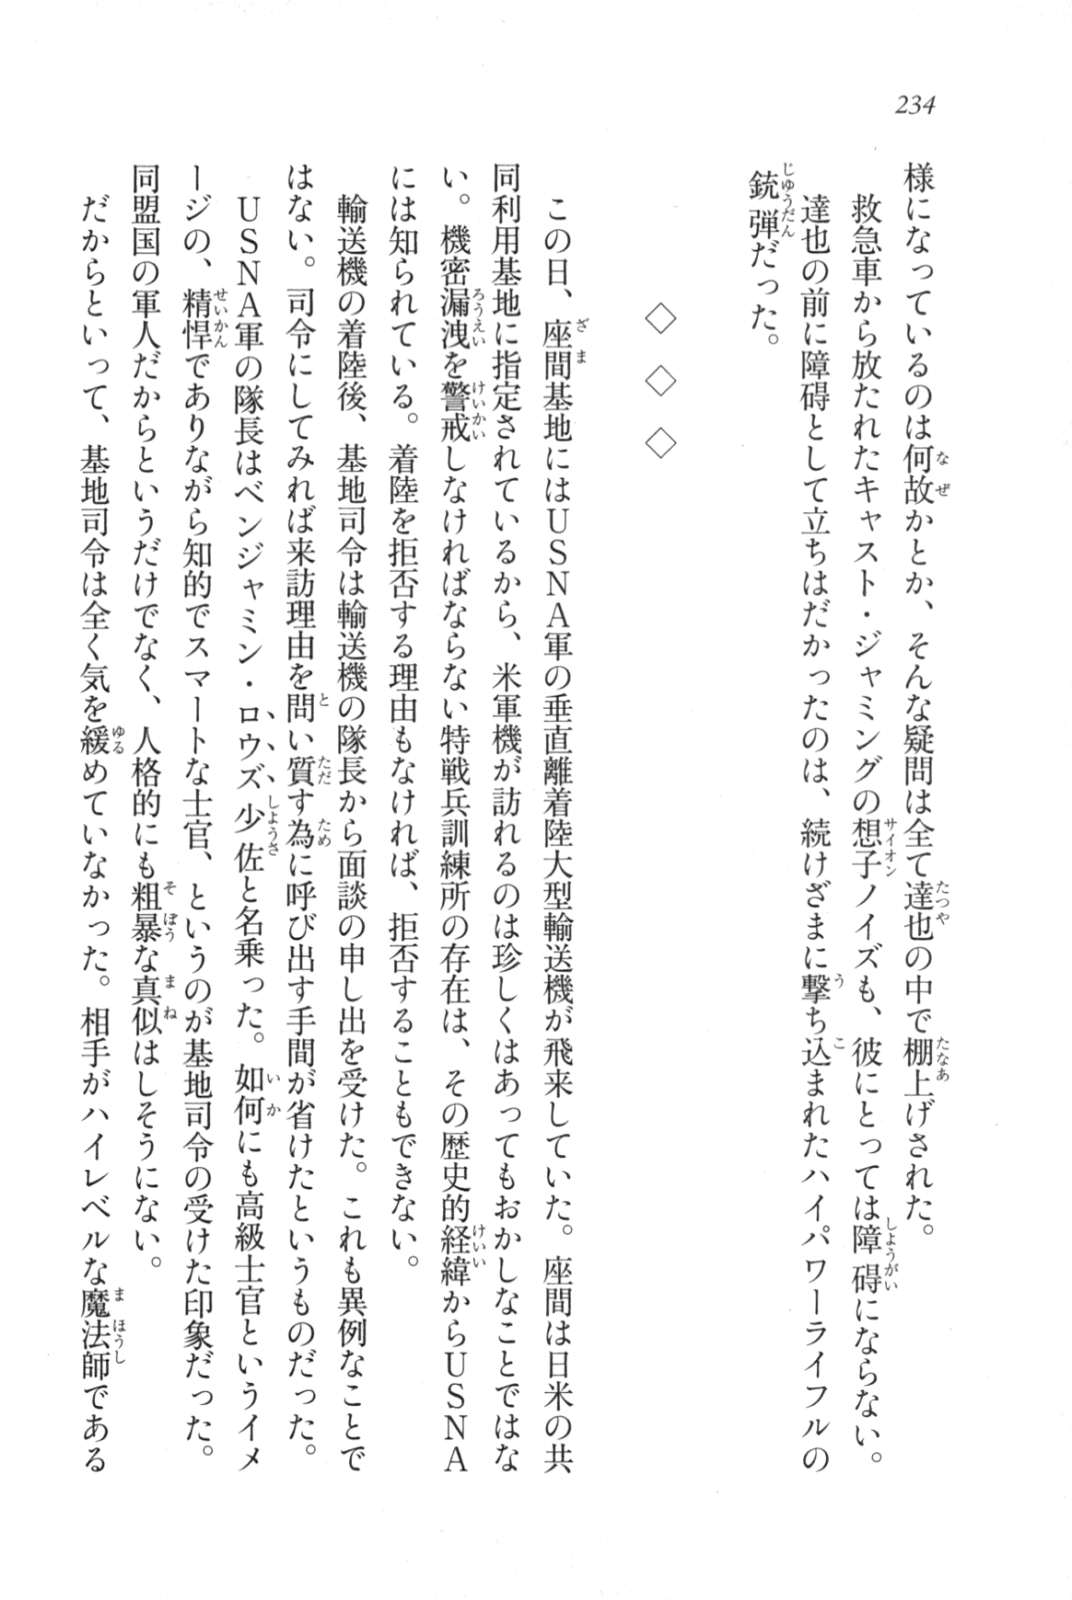 234
様になっているのは何故かとか、そんな疑問は全て達也の中で棚上げされた。
救急車から放たれたキャスト・ジャミングの想子ノイズも、彼にとっては障碍にならない。
達也の前に障碍として立ちはだかったのは、続けざまに撃ち込まれたハイパワーライフルの
銃弾だった。
◇ ◇ ◇
この日、座間基地にはＵＳＮＡ軍の垂直離着陸大型輸送機が飛来していた。座間は日米の共
同利用基地に指定されているから、米軍機が訪れるのは珍しくはあってもおかしなことではな
い。機密漏洩を警戒しなければならない特戦兵訓練所の存在は、その歴史的経緯からＵＳＮＡ
には知られている。着陸を拒否する理由もなければ、拒否することもできない。
輸送機の着陸後、基地司令は輸送機の隊長から面談の申し出を受けた。これも異例なことで
はない。司令にしてみれば来訪理由を問い質す為に呼び出す手間が省けたというものだった。
ＵＳＮＡ軍の隊長はベンジャミン・ロウズ少佐と名乗った。如何にも高級士官というイメ
ージの、精悍でありながら知的でスマートな士官、というのが基地司令の受けた印象だった。
同盟国の軍人だからというだけでなく、人格的にも粗暴な真似はしそうにない。
だからといって、基地司令は全く気を緩めていなかった。相手がハイレベルな魔法師である